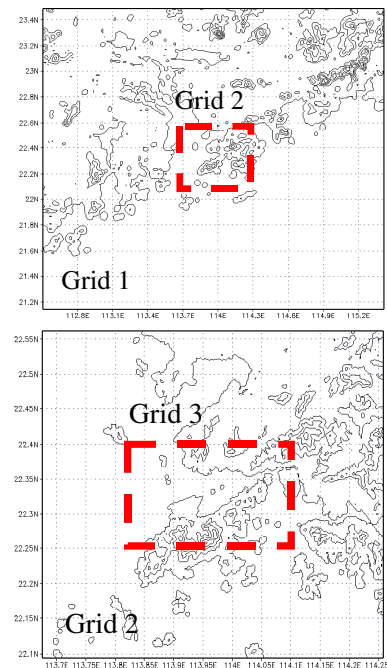 23.4N
23.2N
23N
22.8N
22.6N
22.4N
22.2N
22N
21.8N
21.6N
21.4N
21.2N
Grid 2
Grid 1
112.8E 113.1E 113.4E 113.7E 114E 114.3E 114.6E 114.9E 115.2E
22.55N
22.5N
22.45N
22.4N
22.35N
22.3N
22.25N
22.2N
22.15N
22.1N
Grid 3
Grid 2
113.7E 113.75E 113.8E 113.85E 113.9E 113.95E 114E 114.05E 114.1E 114.15E 114.2E